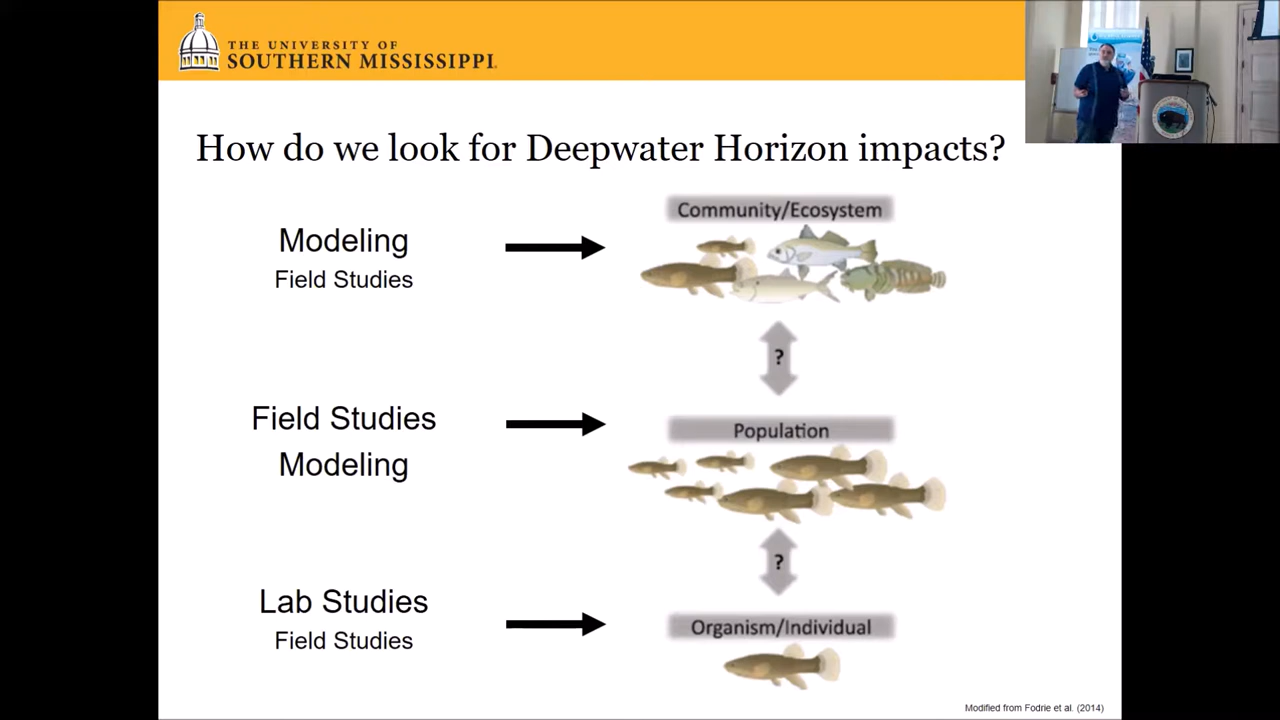 THE UNIVERSITY OF
SOUTHERN MISSISSIPPI.
How do we look for Deepwater Horizon impacts?
Modeling
Field Studies
Community/Ecosystem
?
Field Studies
Modeling
Population
?
Lab Studies
Field Studies
Organism/Individual
Modified from Fodrie et al. (2014)